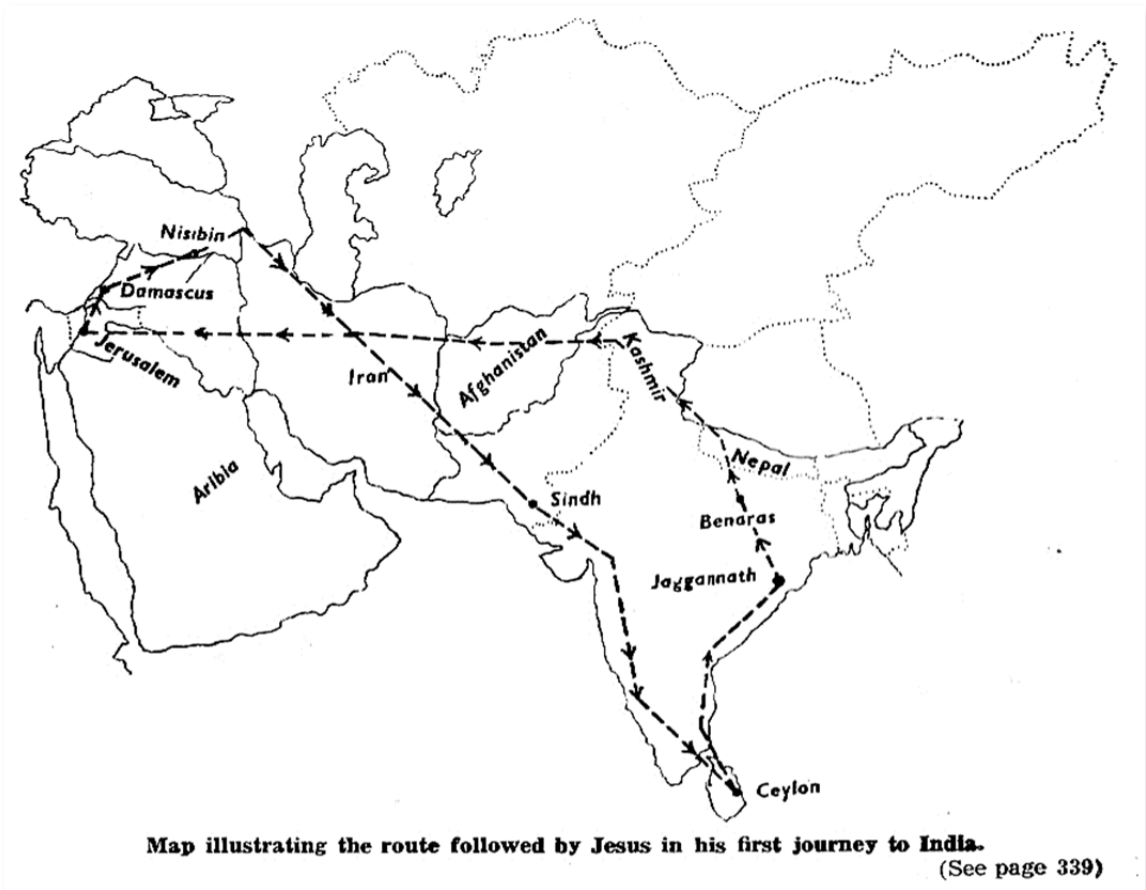 Nisibin
Damascus
Jerusalem
Iran
Afghanistan
Kashmir
Aribia
Sindh
Nepal
Benaras
Jaggannath
Ceylon
Map illustrating the route followed by Jesus in his first journey to India.
(See page 339)